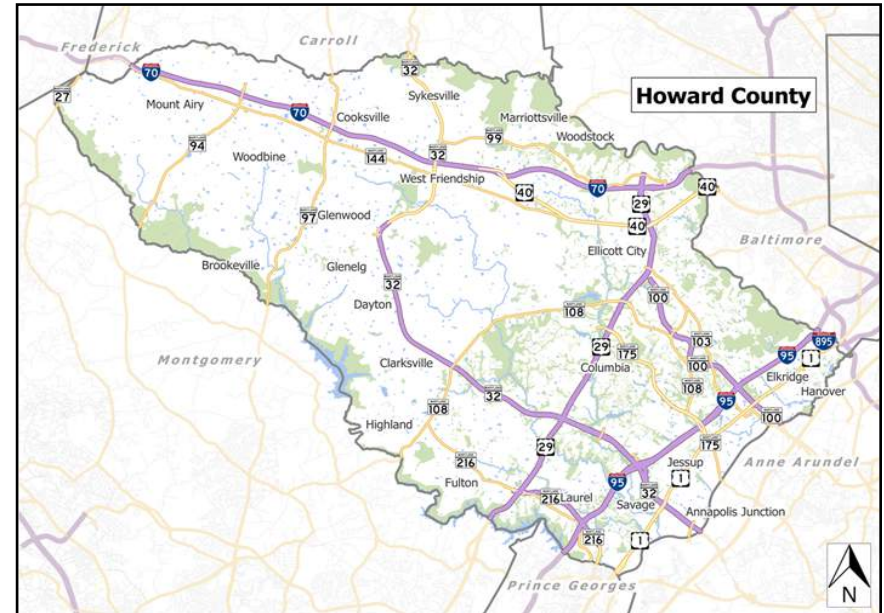 Carroll
Frederick
32
70
Howard County
Sykesville
27
Mount Airy
70
Cooksville
Marriottsville
Woodstock
94
99
Woodbine
144
32
West Friendship
40
70
40
29
97
Glenwood
40
Baltimore
Ellicott City
Brookeville
Glenelg
32
100
Dayton
108
103
895
29
175
95
1
Montgomery
Clarksville
Columbia
100
Elkridge
32
108
Hanover
108
95
100
Highland
29
175
216
Jessup
Anne Arundel
Fulton
95
1
216
Laurel
32
Savage
Annapolis Junction
216
1
Prince Georges
N